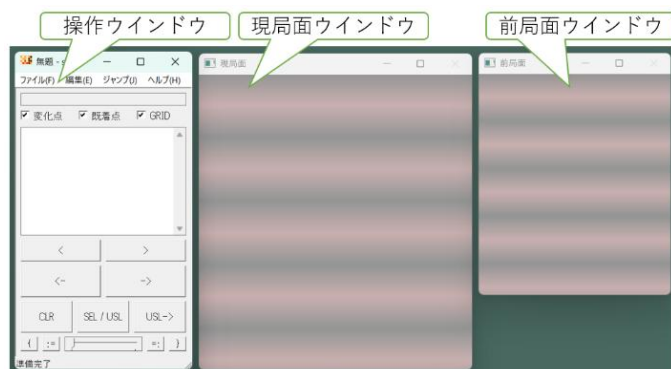 操作ウインドウ
現局面ウインドウ
前局面ウインドウ
無題 - s
現局面
前局面
ファイル(F) 編集(E) ジャンプ(J) ヘルプ(H)
変化点 既着点 GRID
< >
<- ->
CLR SEL / USL USL->
{ := =: }
準備完了